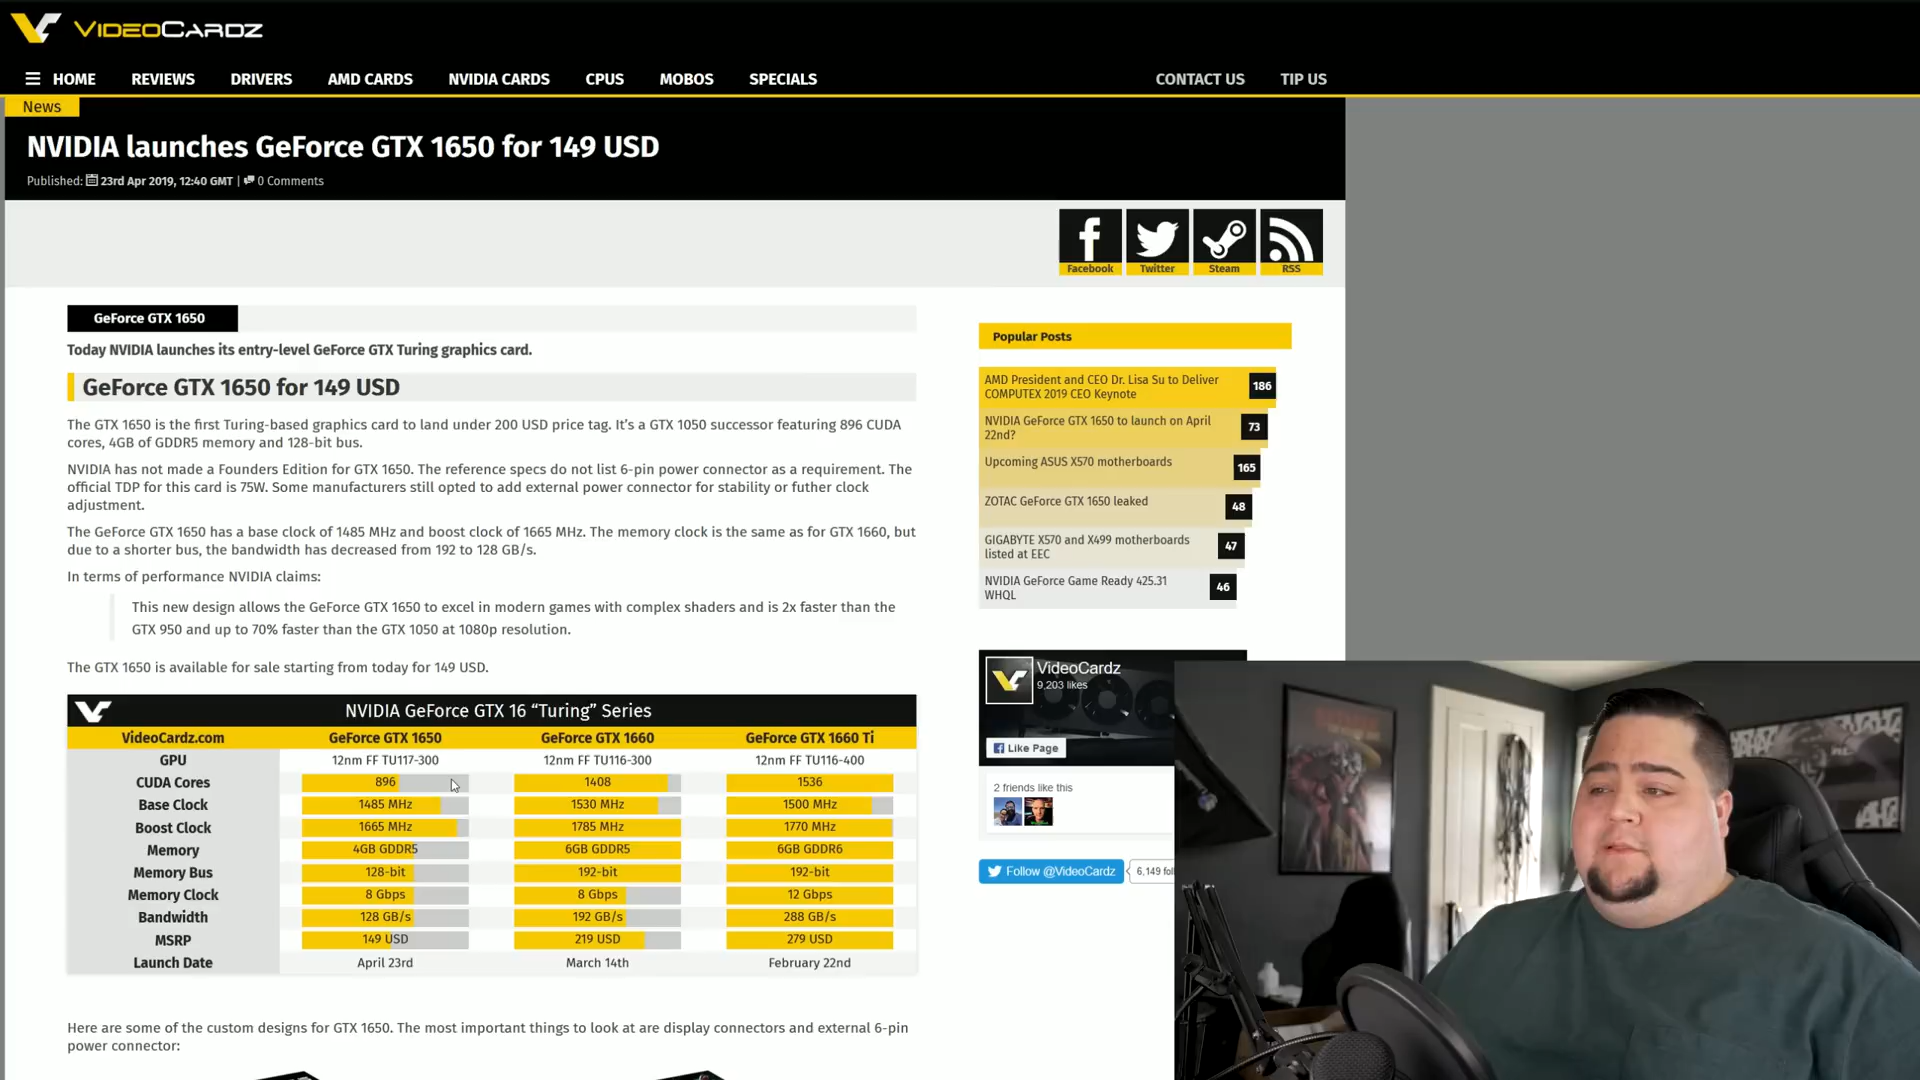 VIDEOCARDZ
HOME REVIEWS DRIVERS AMD CARDS NVIDIA CARDS CPUS MOBOS SPECIALS CONTACT US TIP US
News
NVIDIA launches GeForce GTX 1650 for 149 USD
Published: 23rd Apr 2019, 12:40 GMT | 0 Comments
Facebook Twitter Steam RSS
GeForce GTX 1650
Today NVIDIA launches its entry-level GeForce GTX Turing graphics card.
GeForce GTX 1650 for 149 USD
The GTX 1650 is the first Turing-based graphics card to land under 200 USD price tag. It's a GTX 1050 successor featuring 896 CUDA
cores, 4GB of GDDR5 memory and 128-bit bus.
NVIDIA has not made a Founders Edition for GTX 1650. The reference specs do not list 6-pin power connector as a requirement. The
official TDP for this card is 75W. Some manufacturers still opted to add external power connector for stability or futher clock
adjustment.
The GeForce GTX 1650 has a base clock of 1485 MHz and boost clock of 1665 MHz. The memory clock is the same as for GTX 1660, but
due to a shorter bus, the bandwidth has decreased from 192 to 128 GB/s.
In terms of performance NVIDIA claims:
This new design allows the GeForce GTX 1650 to excel in modern games with complex shaders and is 2x faster than the
GTX 950 and up to 70% faster than the GTX 1050 at 1080p resolution.
The GTX 1650 is available for sale starting from today for 149 USD.
NVIDIA GeForce GTX 16 "Turing" Series
VideoCardz.com GeForce GTX 1650 GeForce GTX 1660 GeForce GTX 1660 Ti
GPU 12nm FF TU117-300 12nm FF TU116-300 12nm FF TU116-400
CUDA Cores 896 1408 1536
Base Clock 1485 MHz 1530 MHz 1500 MHz
Boost Clock 1665 MHz 1785 MHz 1770 MHz
Memory 4GB GDDR5 6GB GDDR5 6GB GDDR6
Memory Bus 128-bit 192-bit 192-bit
Memory Clock 8 Gbps 8 Gbps 12 Gbps
Bandwidth 128 GB/s 192 GB/s 288 GB/s
MSRP 149 USD 219 USD 279 USD
Launch Date April 23rd March 14th February 22nd
Here are some of the custom designs for GTX 1650. The most important things to look at are display connectors and external 6-pin
power connector:
Popular Posts
AMD President and CEO Dr. Lisa Su to Deliver
COMPUTEX 2019 CEO Keynote
186
NVIDIA GeForce GTX 1650 to launch on April
22nd?
73
Upcoming ASUS X570 motherboards
165
ZOTAC GeForce GTX 1650 leaked
48
GIGABYTE X570 and X499 motherboards
listed at EEC
47
NVIDIA GeForce Game Ready 425.31
WHQL
46
VideoCardz
9,203 likes
Like Page
2 friends like this
Follow @VideoCardz 6,149